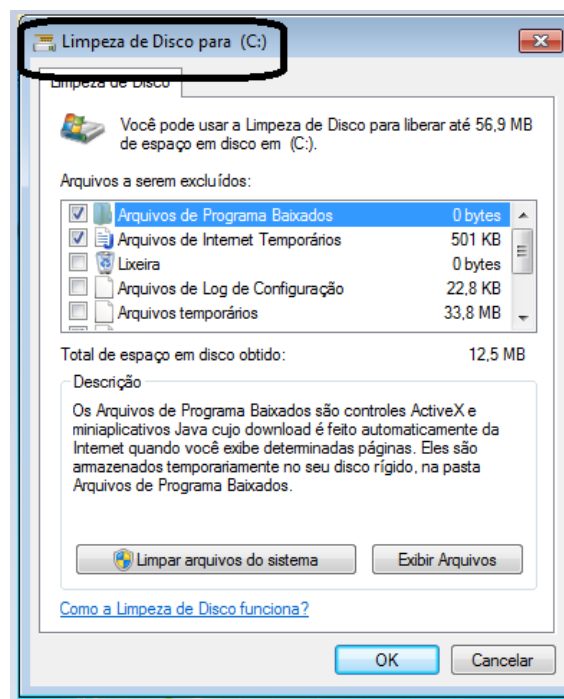 Limpeza de Disco para (C:)
Limpeza de Disco
Você pode usar a Limpeza de Disco para liberar até 56,9 MB
de espaço em disco em (C:).
Arquivos a serem excluídos:
Arquivos de Programa Baixados 0 bytes
Arquivos de Internet Temporários 501 KB
Lixeira 0 bytes
Arquivos de Log de Configuração 22,8 KB
Arquivos temporários 33,8 MB
Total de espaço em disco obtido: 12,5 MB
Descrição
Os Arquivos de Programa Baixados são controles ActiveX e
miniaplicativos Java cujo download é feito automaticamente da
Internet quando você exibe determinadas páginas. Eles são
armazenados temporariamente no seu disco rígido, na pasta
Arquivos de Programa Baixados.
Limpar arquivos do sistema Exibir Arquivos
Como a Limpeza de Disco funciona?
OK Cancelar